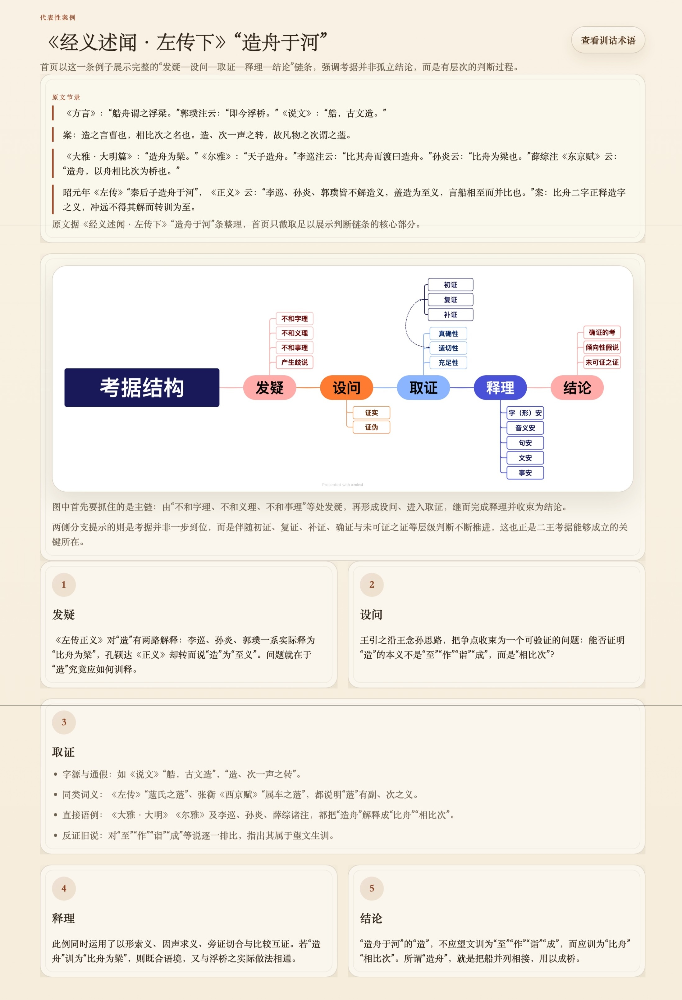 代表性案例
《经义述闻·左传下》“造舟于河”
查看训诂术语
首页以这一条例子展示完整的“发疑—设问—取证—释理—结论”链条，强调考据并非孤立结论，而是有层次的判断过程。
原文节录
《方言》：“艁舟谓之浮梁。”郭璞注云：“即今浮桥。”《说文》：“艁，古文造。”
案：造之言曹也，相比次之名也。造、次一声之转，故凡物之次谓之䔏。
《大雅·大明篇》：“造舟为梁。”《尔雅》：“天子造舟。”李巡注云：“比其舟而渡曰造舟。”孙炎云：“比舟为梁也。”薛综注《东京赋》云：
“造舟，以舟相比次为桥也。”
昭元年《左传》“秦后子造舟于河”，《正义》云：“李巡、孙炎、郭璞皆不解造义，盖造为至义，言船相至而并比也。”案：比舟二字正释造字
之义，冲远不得其解而转训为至。
原文据《经义述闻·左传下》“造舟于河”条整理，首页只截取足以展示判断链条的核心部分。
初证
复证
补证
不和字理
不和义理
不和事理
产生歧说
真确性
适切性
充足性
确证的考
倾向性假说
未可证之证
考据结构
发疑
设问
取证
释理
结论
证实
证伪
字（形）安
音义安
句安
文安
事安
Presented with xmind
图中首先要抓住的是主链：由“不和字理、不和义理、不和事理”等处发疑，再形成设问、进入取证，继而完成释理并收束为结论。
两侧分支提示的则是考据并非一步到位，而是伴随初证、复证、补证、确证与未可证之证等层级判断不断推进，这也正是二王考据能够成立的关
键所在。
1
发疑
《左传正义》对“造”有两路解释：李巡、孙炎、郭璞一系实际释为
“比舟为梁”，孔颖达《正义》却转而说“造”为“至义”。问题就在于
“造”究竟应如何训释。
2
设问
王引之沿王念孙思路，把争点收束为一个可验证的问题：能否证明
“造”的本义不是“至”“作”“诣”“成”，而是“相比次”？
3
取证
• 字源与通假：如《说文》“艁，古文造”，“造、次一声之转”。
• 同类词义：《左传》“薳氏之䔏”、张衡《西京赋》“属车之䔏”，都说明“䔏”有副、次之义。
• 直接语例：《大雅·大明》《尔雅》及李巡、孙炎、薛综诸注，都把“造舟”解释成“比舟”“相比次”。
• 反证旧说：对“至”“作”“诣”“成”等说逐一排比，指出其属于望文生训。
4
释理
此例同时运用了以形索义、因声求义、旁证切合与比较互证。若“造
舟”训为“比舟为梁”，则既合语境，又与浮桥之实际做法相通。
5
结论
“造舟于河”的“造”，不应望文训为“至”“作”“诣”“成”，而应训为“比舟”
“相比次”。所谓“造舟”，就是把船并列相接，用以成桥。